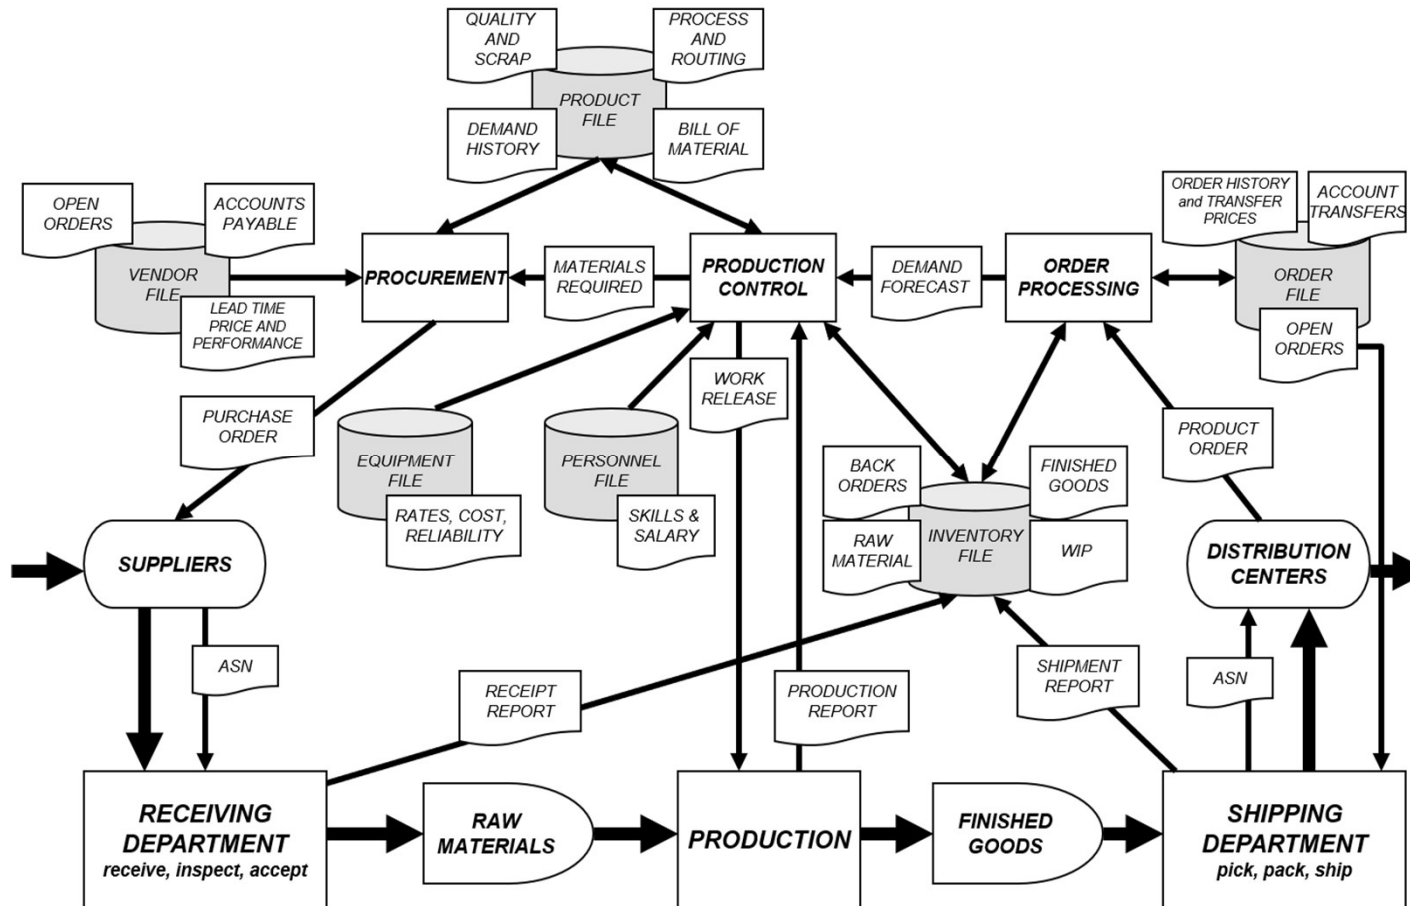 QUALITY
AND
SCRAP
PROCESS
AND
ROUTING
PRODUCT
FILE
DEMAND
HISTORY
BILL OF
MATERIAL
OPEN
ORDERS
ACCOUNTS
PAYABLE
VENDOR
FILE
LEAD TIME
PRICE AND
PERFORMANCE
PROCUREMENT
MATERIALS
REQUIRED
PRODUCTION
CONTROL
DEMAND
FORECAST
ORDER
PROCESSING
ORDER HISTORY
and TRANSFER
PRICES
ACCOUNT
TRANSFERS
ORDER
FILE
OPEN
ORDERS
PURCHASE
ORDER
EQUIPMENT
FILE
RATES, COST,
RELIABILITY
PERSONNEL
FILE
SKILLS &
SALARY
WORK
RELEASE
BACK
ORDERS
FINISHED
GOODS
INVENTORY
FILE
RAW
MATERIAL
WIP
PRODUCT
ORDER
SUPPLIERS
DISTRIBUTION
CENTERS
ASN
RECEIPT
REPORT
PRODUCTION
REPORT
SHIPMENT
REPORT
ASN
RECEIVING
DEPARTMENT
receive, inspect, accept
RAW
MATERIALS
PRODUCTION
FINISHED
GOODS
SHIPPING
DEPARTMENT
pick, pack, ship